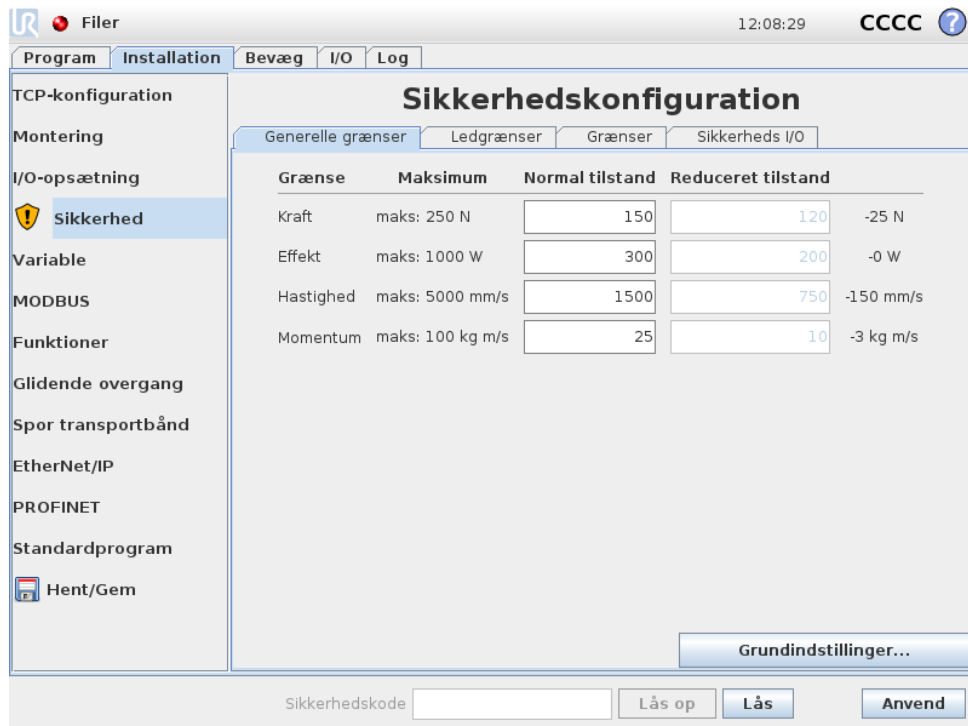 UR Filer 12:08:29 CCCC ?
Program Installation Bevæg I/O Log
TCP-konfiguration
Montering
I/O-opsætning
Sikkerhed
Variable
MODBUS
Funktioner
Glidende overgang
Spor transportbånd
EtherNet/IP
PROFINET
Standardprogram
Hent/Gem
Sikkerhedskonfiguration
Generelle grænser Ledgrænser Grænser Sikkerheds I/O
Grænse Maksimum Normal tilstand Reduceret tilstand
Kraft maks: 250 N 150 120 -25 N
Effekt maks: 1000 W 300 200 -0 W
Hastighed maks: 5000 mm/s 1500 750 -150 mm/s
Momentum maks: 100 kg m/s 25 10 -3 kg m/s
Grundindstillinger...
Sikkerhedskode Lås op Lås Anvend